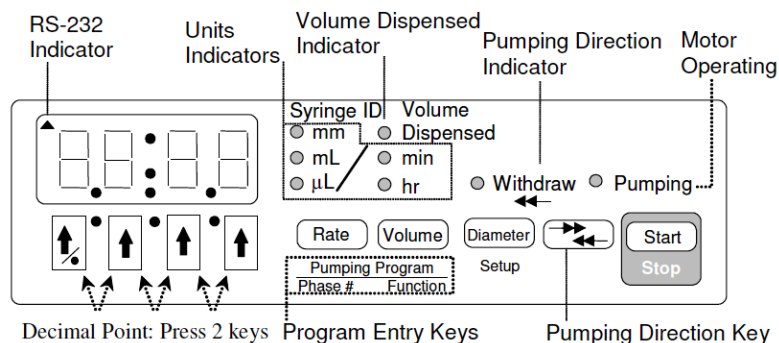 RS-232
Indicator
Units
Indicators
Volume Dispensed
Indicator
Pumping Direction
Indicator
Motor
Operating
Syringe ID Volume
mm Dispensed
mL min
µL hr
Withdraw Pumping
Rate Volume Diameter Start
Setup Stop
Pumping Program
Phase # Function
Decimal Point: Press 2 keys Program Entry Keys Pumping Direction Key